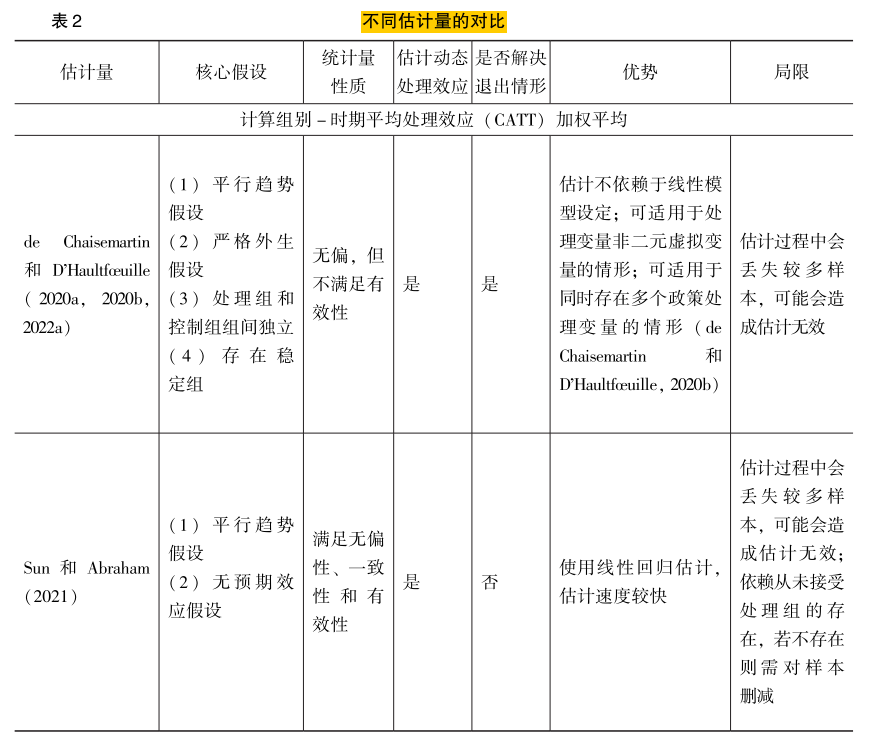 表 2
不同估计量的对比
估计量
核心假设
统计量
性质
估计动态
处理效应
是否解决
退出情形
优势
局限
计算组别－时期平均处理效应（CATT）加权平均
de Chaisemartin
和 D'Haultfœuille
（2020a，2020b，
2022a）
（1）平行趋势
假设
（2）严格外生
假设
（3）处理组和
控制组组间独立
（4）存在稳
定组
无偏，但
不满足有
效性
是
是
估计不依赖于线性模
型设定；可适用于处
理变量非二元虚拟变
量的情形；可适用于
同时存在多个政策处
理变量的情形（de
Chaisemartin 和
D'Haultfœuille，2020b）
估计过程中会
丢失较多样
本，可能会造
成估计无效
Sun 和 Abraham
（2021）
（1）平行趋势
假设
（2）无预期效
应假设
满足无偏
性、一致
性和有
效性
是
否
使用线性回归估计，
估计速度较快
估计过程中会
丢失较多样
本，可能会造
成估计无效；
依赖从未接受
处理组的存
在，若不存在
则需对样本
删减